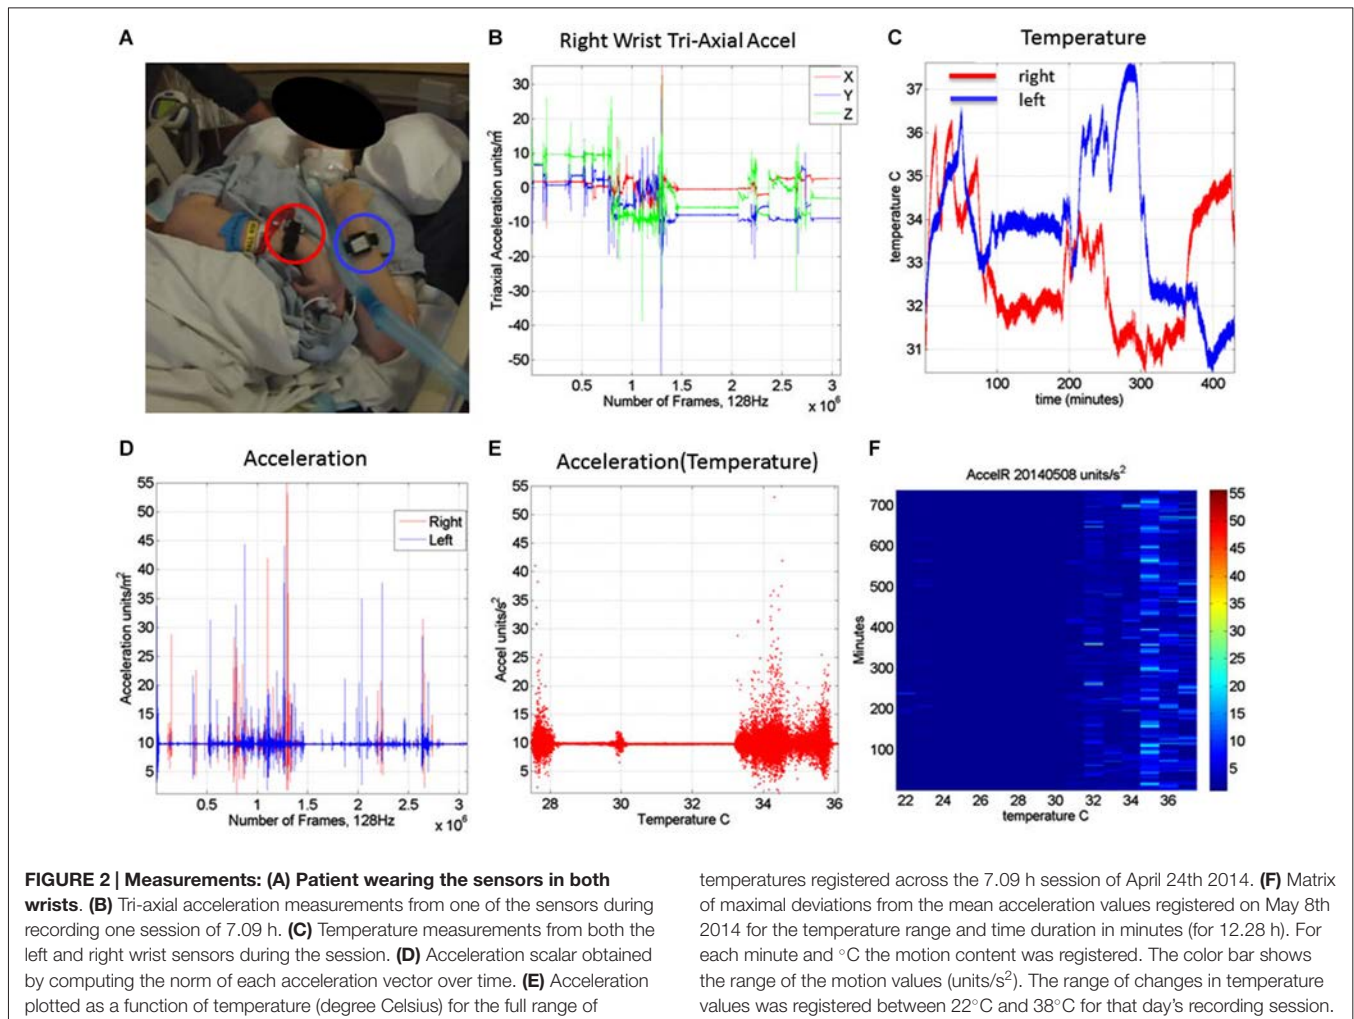 A
B
Right Wrist Tri-Axial Accel
C
Temperature
X
Y
Z
30
20
10
0
-10
-20
-30
-40
-50
Triaxial Acceleration units/m²
0.5
1
1.5
2
2.5
3
Number of Frames, 128Hz
x 10⁶
right
left
37
36
35
34
33
32
31
temperature C
100
200
300
400
time (minutes)
D
Acceleration
Right
Left
55
50
45
40
35
30
25
20
15
10
5
Acceleration units/m²
0.5
1
1.5
2
2.5
3
Number of Frames, 128Hz
x 10⁶
E
Acceleration(Temperature)
55
50
45
40
35
30
25
20
15
10
5
Accel units/s²
28
30
32
34
36
Temperature C
F
AccelR 20140508 units/s²
700
600
500
400
300
200
100
Minutes
22
24
26
28
30
32
34
36
temperature C
55
50
45
40
35
30
25
20
15
10
5
FIGURE 2 | Measurements: (A) Patient wearing the sensors in both
wrists. (B) Tri-axial acceleration measurements from one of the sensors during
recording one session of 7.09 h. (C) Temperature measurements from both the
left and right wrist sensors during the session. (D) Acceleration scalar obtained
by computing the norm of each acceleration vector over time. (E) Acceleration
plotted as a function of temperature (degree Celsius) for the full range of
temperatures registered across the 7.09 h session of April 24th 2014. (F) Matrix
of maximal deviations from the mean acceleration values registered on May 8th
2014 for the temperature range and time duration in minutes (for 12.28 h). For
each minute and °C the motion content was registered. The color bar shows
the range of the motion values (units/s²). The range of changes in temperature
values was registered between 22°C and 38°C for that day's recording session.